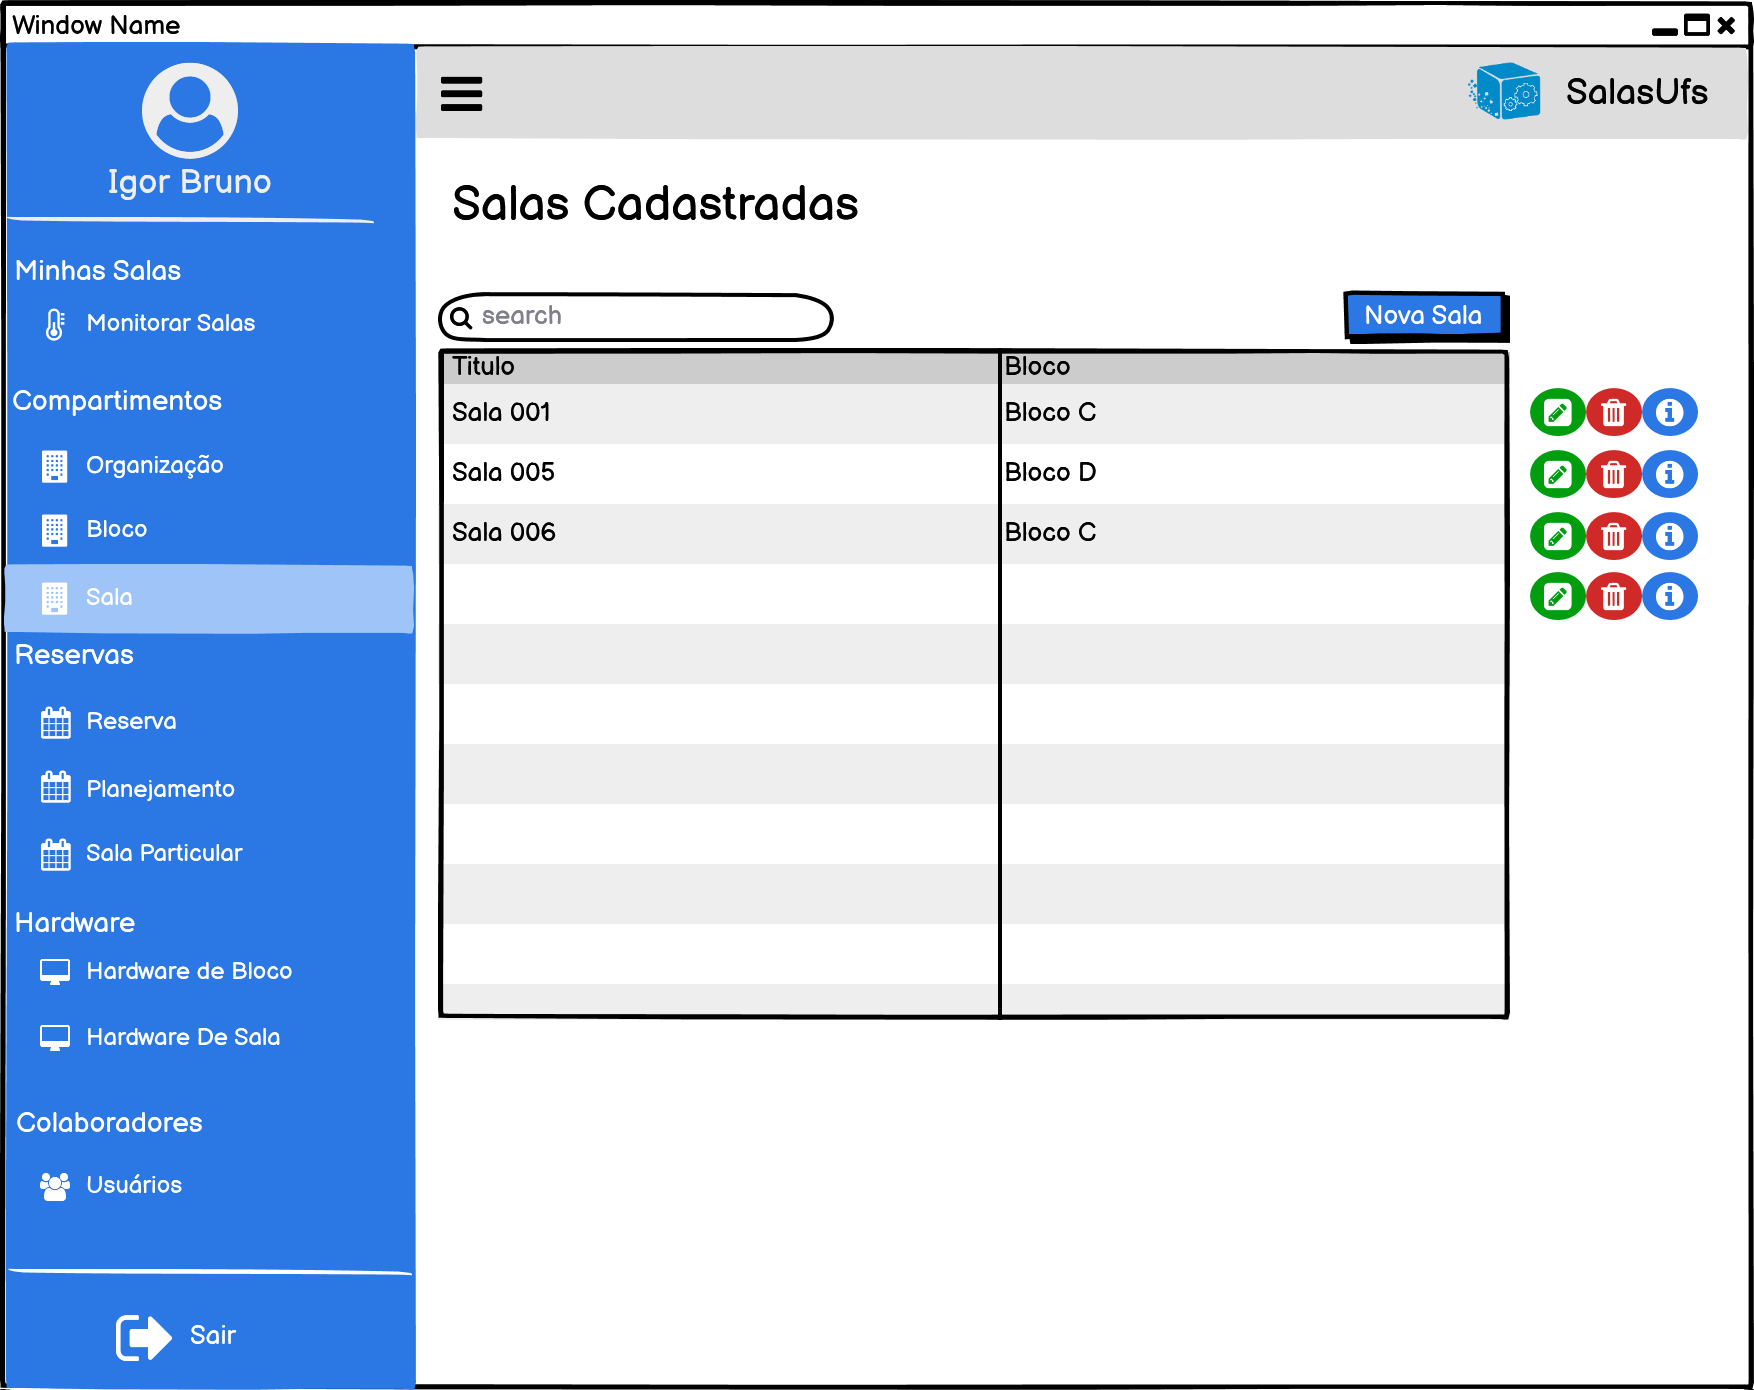 Window Name
Igor Bruno
Minhas Salas
Monitorar Salas
Compartimentos
Organização
Bloco
Sala
Reservas
Reserva
Planejamento
Sala Particular
Hardware
Hardware de Bloco
Hardware De Sala
Colaboradores
Usuários
Sair
SalasUfs
Salas Cadastradas
search
Nova Sala
Titulo Bloco
Sala 001 Bloco C
Sala 005 Bloco D
Sala 006 Bloco C